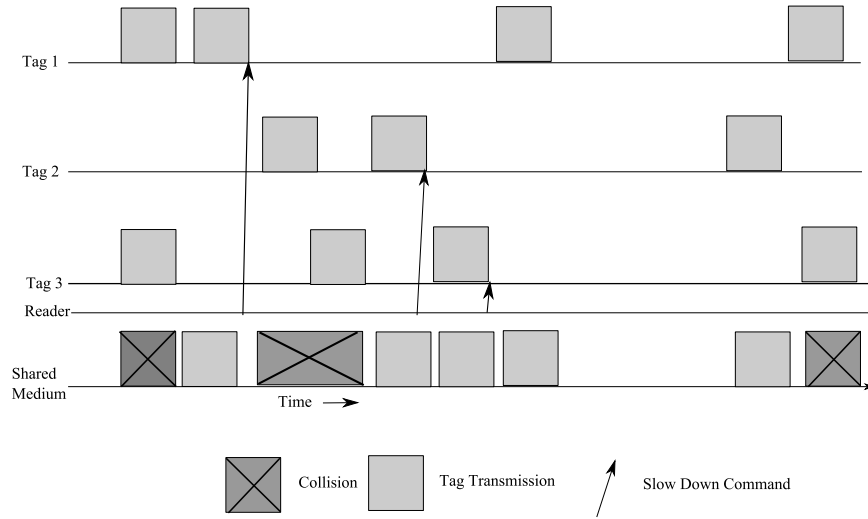 Tag 1
Tag 2
Tag 3
Reader
Shared
Medium
Time
Collision
Tag Transmission
Slow Down Command